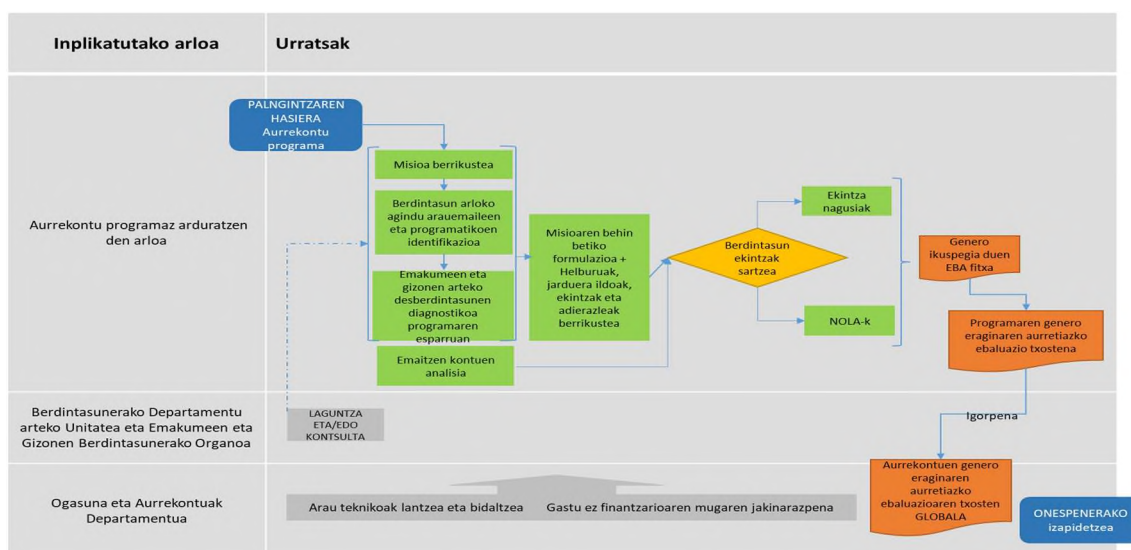 Inplikatutako arloa
Urratsak
Aurrekontu programaz arduratzen
den arloa
PALNGINTZAREN
HASIERA
Aurrekontu
programa
Misioa berrikustea
Berdintasun arloko
agindu arauemaileen
eta programatikoen
identifikazioa
Emakumeen eta
gizonen arteko
desberdintasunen
diagnostikoa
programaren
esparruan
Emaitzen kontuen
analisia
Misioaren behin
betiko
formulazioa +
Helburuak,
jarduera ildoak,
ekintzak eta
adierazleak
berrikustea
Berdintasun
ekintzak
sartzea
Ekintza
nagusiak
NOLA-k
Genero
ikuspegia duen
EBA fitxa
Programaren genero
eraginaren aurretiazko
ebaluazio txostena
Berdintasunerako Departamentu
arteko Unitatea eta Emakumeen eta
Gizonen Berdintasunerako Organoa
LAGUNTZA
ETA/EDO
KONTSULTA
Igorpena
Ogasuna eta Aurrekontuak
Departamentua
Arau teknikoak lantzea eta bidaltzea
Gastu ez finantzarioaren mugaren jakinarazpena
Aurrekontuen genero
eraginaren
aurretiazko
ebaluazioaren txosten
GLOBALA
ONESPENERAKO
izapidetzea